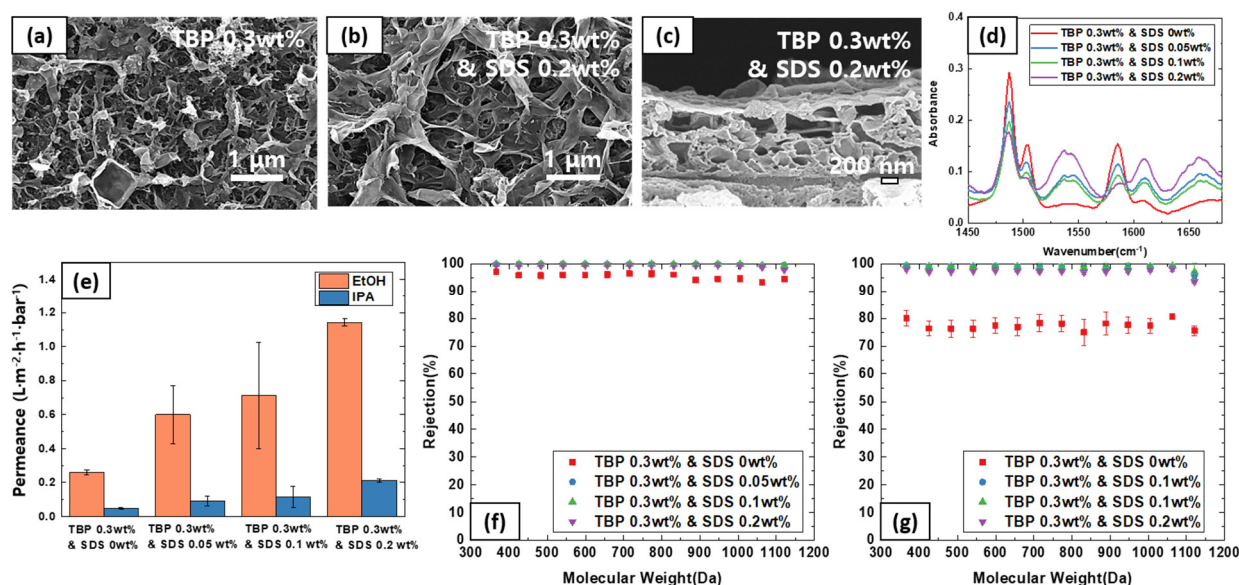 (a)
TBP 0.3wt%
1 μm
(b)
TBP 0.3wt%
& SDS 0.2wt%
1 μm
(c)
TBP 0.3wt%
& SDS 0.2wt%
200 nm
(d)
TBP 0.3wt% & SDS 0wt%
TBP 0.3wt% & SDS 0.05wt%
TBP 0.3wt% & SDS 0.1wt%
TBP 0.3wt% & SDS 0.2wt%
Absorbance
0.4
0.3
0.2
0.1
0.0
1450 1500 1550 1600 1650
Wavenumber(cm⁻¹)
(e)
EtOH
IPA
Permeance (L·m⁻²·h⁻¹·bar⁻¹)
1.4
1.2
1.0
0.8
0.6
0.4
0.2
0.0
TBP 0.3wt% TBP 0.3wt% TBP 0.3wt% TBP 0.3wt%
& SDS 0wt% & SDS 0.05 wt% & SDS 0.1 wt% & SDS 0.2 wt%
Rejection(%)
100
90
80
70
60
50
40
30
20
10
0
TBP 0.3wt% & SDS 0wt%
TBP 0.3wt% & SDS 0.05wt%
TBP 0.3wt% & SDS 0.1wt%
TBP 0.3wt% & SDS 0.2wt%
(f)
300 400 500 600 700 800 900 1000 1100 1200
Molecular Weight(Da)
Rejection(%)
100
90
80
70
60
50
40
30
20
10
0
TBP 0.3wt% & SDS 0wt%
TBP 0.3wt% & SDS 0.1wt%
TBP 0.3wt% & SDS 0.1wt%
TBP 0.3wt% & SDS 0.2wt%
(g)
300 400 500 600 700 800 900 1000 1100 1200
Molecular Weight(Da)